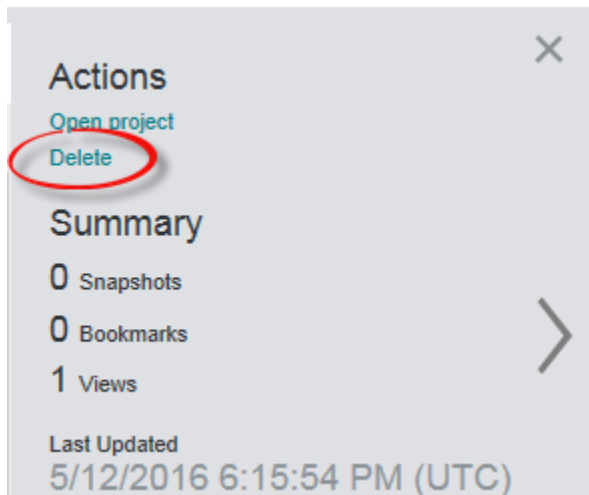 Actions
Open project
Delete
Summary
0 Snapshots
0 Bookmarks
1 Views
Last Updated
5/12/2016 6:15:54 PM (UTC)